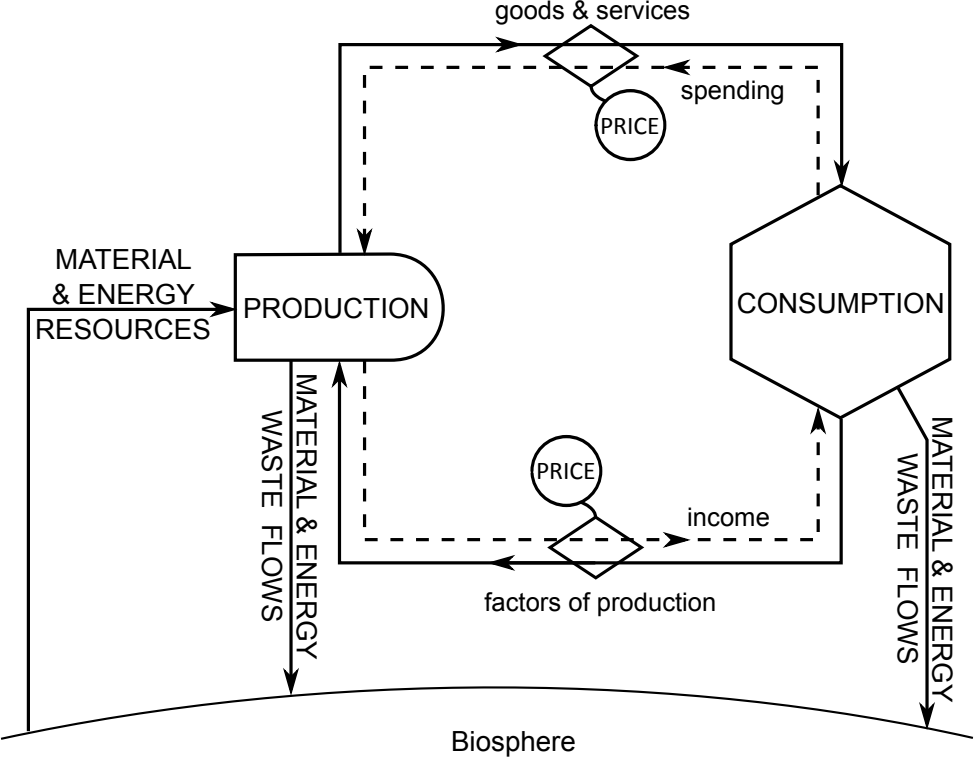 goods & services
spending
PRICE
MATERIAL
& ENERGY
RESOURCES
PRODUCTION
CONSUMPTION
MATERIAL & ENERGY
WASTE FLOWS
PRICE
income
factors of production
MATERIAL & ENERGY
WASTE FLOWS
Biosphere